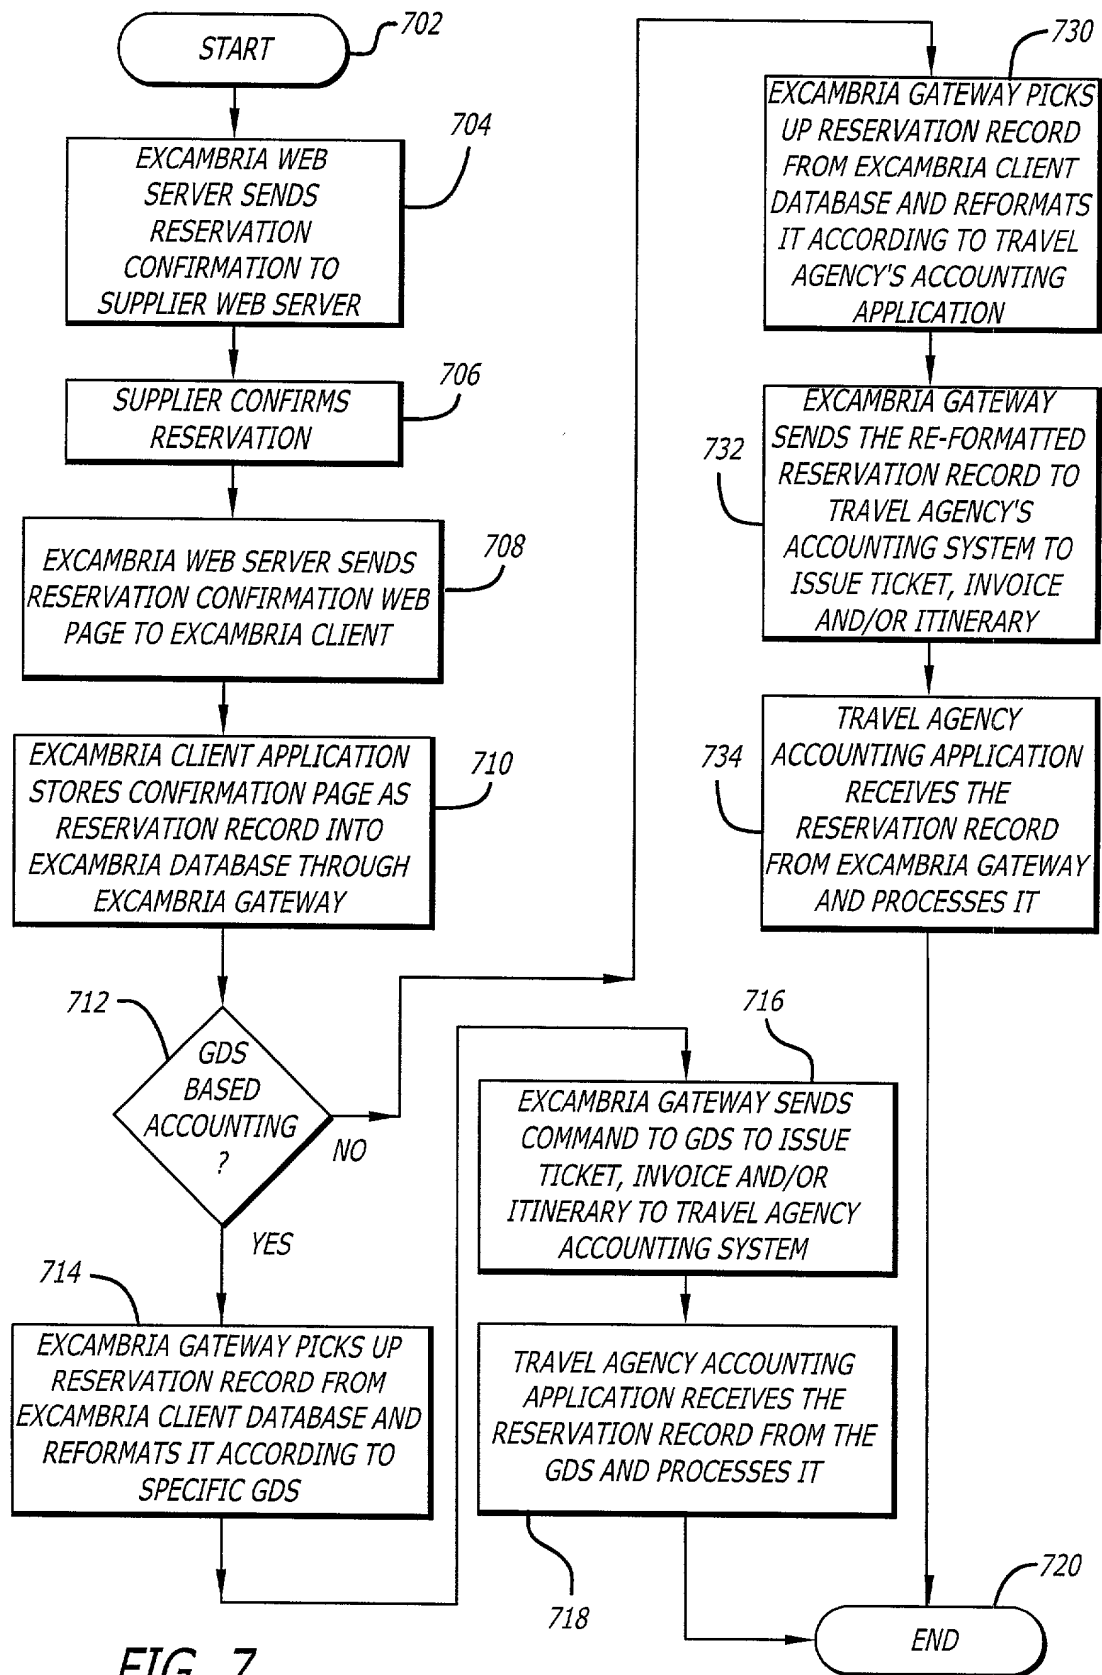 START
702
EXCAMBRIA WEB
SERVER SENDS
RESERVATION
CONFIRMATION TO
SUPPLIER WEB SERVER
704
SUPPLIER CONFIRMS
RESERVATION
706
EXCAMBRIA WEB SERVER SENDS
RESERVATION CONFIRMATION WEB
PAGE TO EXCAMBRIA CLIENT
708
EXCAMBRIA CLIENT APPLICATION
STORES CONFIRMATION PAGE AS
RESERVATION RECORD INTO
EXCAMBRIA DATABASE THROUGH
EXCAMBRIA GATEWAY
710
712
GDS
BASED
ACCOUNTING
?
NO
YES
714
EXCAMBRIA GATEWAY PICKS UP
RESERVATION RECORD FROM
EXCAMBRIA CLIENT DATABASE AND
REFORMATS IT ACCORDING TO
SPECIFIC GDS
716
EXCAMBRIA GATEWAY SENDS
COMMAND TO GDS TO ISSUE
TICKET, INVOICE AND/OR
ITINERARY TO TRAVEL AGENCY
ACCOUNTING SYSTEM
TRAVEL AGENCY ACCOUNTING
APPLICATION RECEIVES THE
RESERVATION RECORD FROM THE
GDS AND PROCESSES IT
718
730
EXCAMBRIA GATEWAY PICKS
UP RESERVATION RECORD
FROM EXCAMBRIA CLIENT
DATABASE AND REFORMATS
IT ACCORDING TO TRAVEL
AGENCY'S ACCOUNTING
APPLICATION
732
EXCAMBRIA GATEWAY
SENDS THE RE-FORMATTED
RESERVATION RECORD TO
TRAVEL AGENCY'S
ACCOUNTING SYSTEM TO
ISSUE TICKET, INVOICE
AND/OR ITINERARY
734
TRAVEL AGENCY
ACCOUNTING APPLICATION
RECEIVES THE
RESERVATION RECORD
FROM EXCAMBRIA GATEWAY
AND PROCESSES IT
720
END
FIG. 7